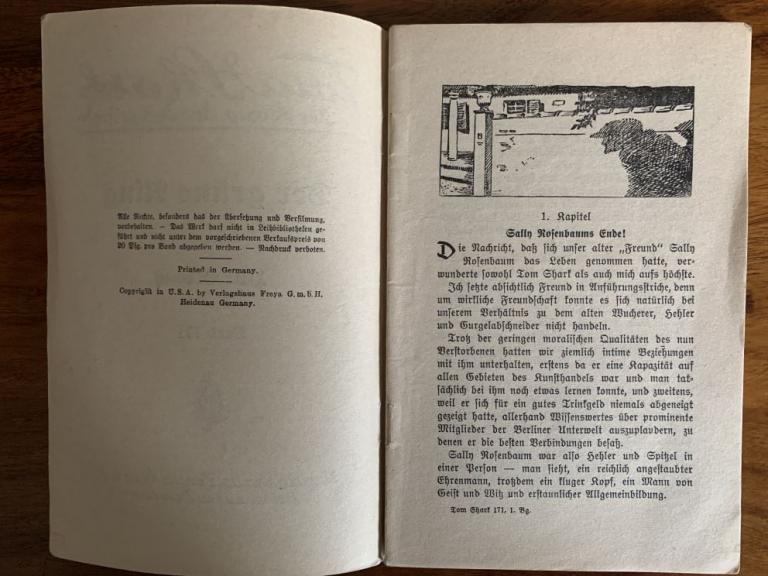 Alle Rechte, besonders das der Übersetzung und Verfilmung,
vorbehalten. – Das Werk darf nicht in Leihbibliotheken ge-
führt und nicht unter dem vorgeschriebenen Verkaufspreis von
20 Pfg. pro Band abgegeben werden. – Nachdruck verboten.
Printed in Germany.
Copyright in U.S.A. by Verlagshaus Freya G. m. b. H.
Heidenau Germany.
1. Kapitel
Sally Rosenbaums Ende!
Die Nachricht, daß sich unser alter „Freund“ Sally
Rosenbaum das Leben genommen hatte, ver-
wunderte sowohl Tom Shark als auch mich aufs höchste.
Ich setzte absichtlich Freund in Anführungsstriche, denn
um wirkliche Freundschaft konnte es sich natürlich bei
unserem Verhältnis zu dem alten Wucherer, Hehler
und Gurgelabschneider nicht handeln.
Trotz der geringen moralischen Qualitäten des nun
Verstorbenen hatten wir ziemlich intime Beziehungen
mit ihm unterhalten, erstens da er eine Kapazität auf
allen Gebieten des Kunsthandels war und man tat-
sächlich bei ihm noch etwas lernen konnte, und zweitens,
weil er sich für ein gutes Trinkgeld niemals abgeneigt
gezeigt hatte, allerhand Wissenswertes über prominente
Mitglieder der Berliner Unterwelt auszuplaudern, zu
denen er die besten Verbindungen besaß.
Sally Rosenbaum war also Hehler und Spitzel in
einer Person — man sieht, ein reichlich angestaubter
Ehrenmann, trotzdem ein kluger Kopf, ein Mann von
Geist und Witz und erstaunlicher Allgemeinbildung.
Tom Shark 171, 1. Bg.